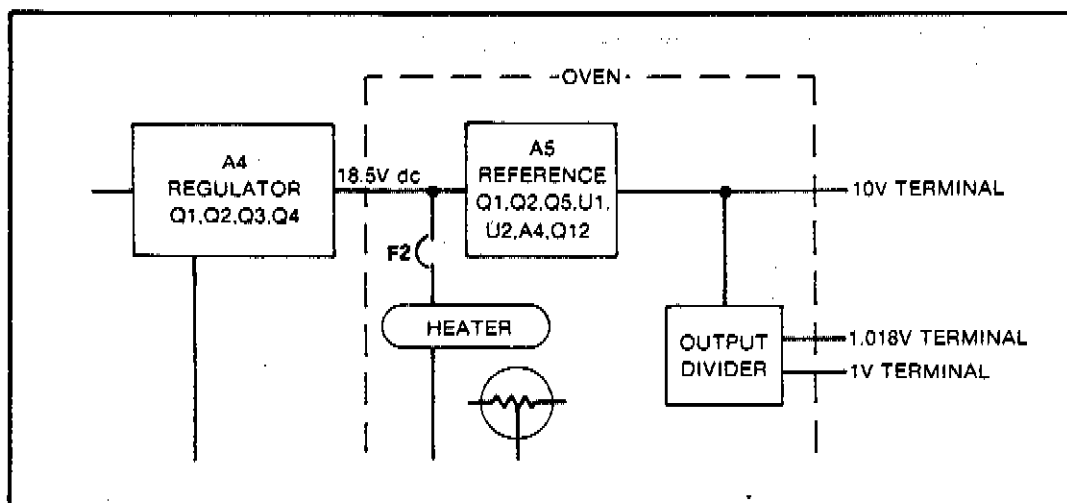 OVEN
A4
REGULATOR
Q1,Q2,Q3,Q4
18.5V dc
A5
REFERENCE
Q1,Q2,Q5,U1,
U2,A4,Q12
10V TERMINAL
F2
HEATER
OUTPUT
DIVIDER
1.018V TERMINAL
1V TERMINAL